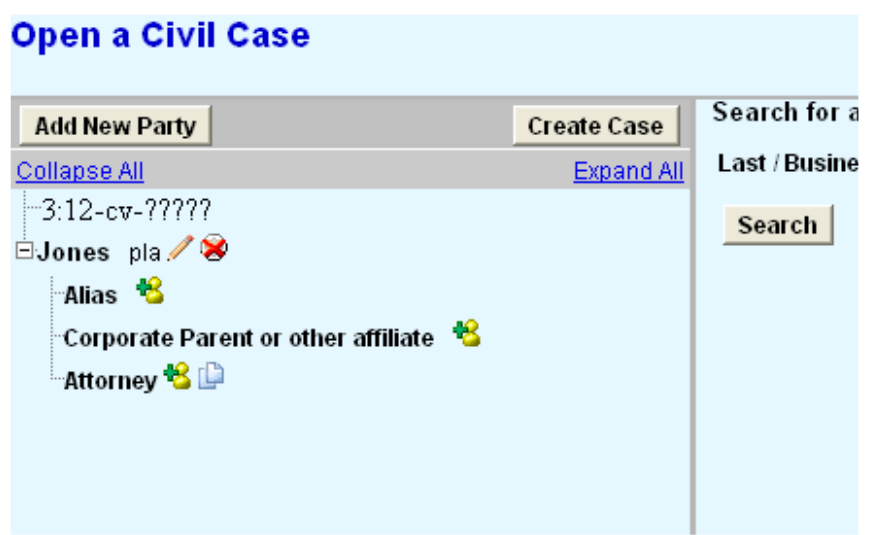 Open a Civil Case
Add New Party
Create Case
Collapse All
Expand All
3:12-cv-?????
Jones pla
Alias
Corporate Parent or other affiliate
Attorney
Search for a
Last / Busine
Search